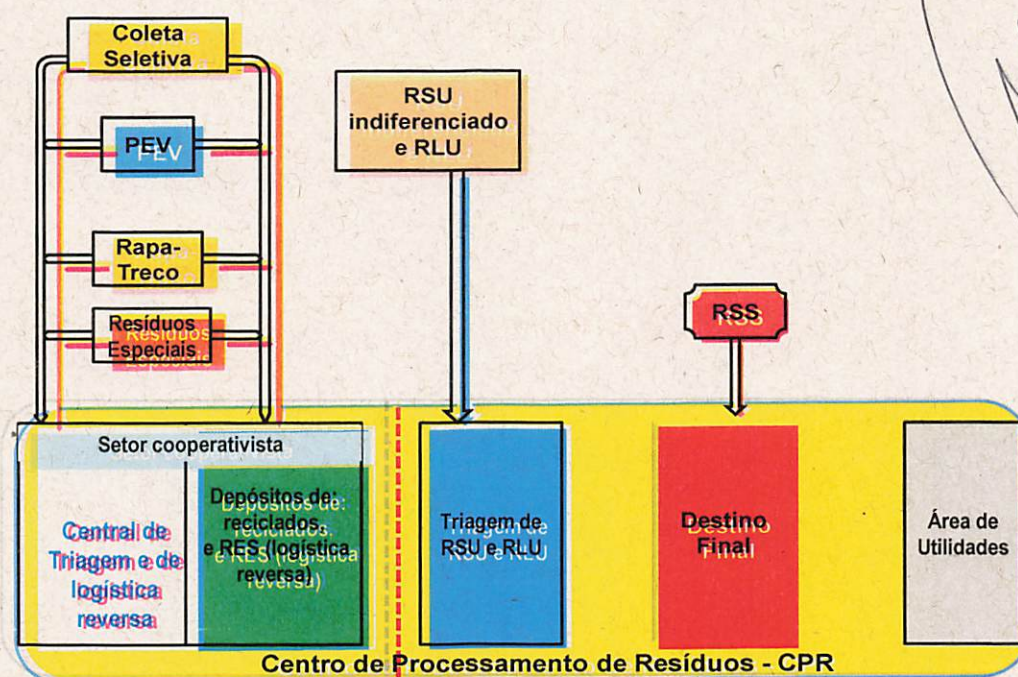 Coleta
Seletiva
PEV
Rapa-
Treco
Resíduos
Especiais
RSU
indiferenciado
e RLU
RSS
Setor cooperativista
Central de
Triagem e de
logística
reversa
Depósitos de:
reciclados,
e RES (logística
reversa)
Triagem de
RSU e RLU
Destino
Final
Área de
Utilidades
Centro de Processamento de Resíduos - CPR